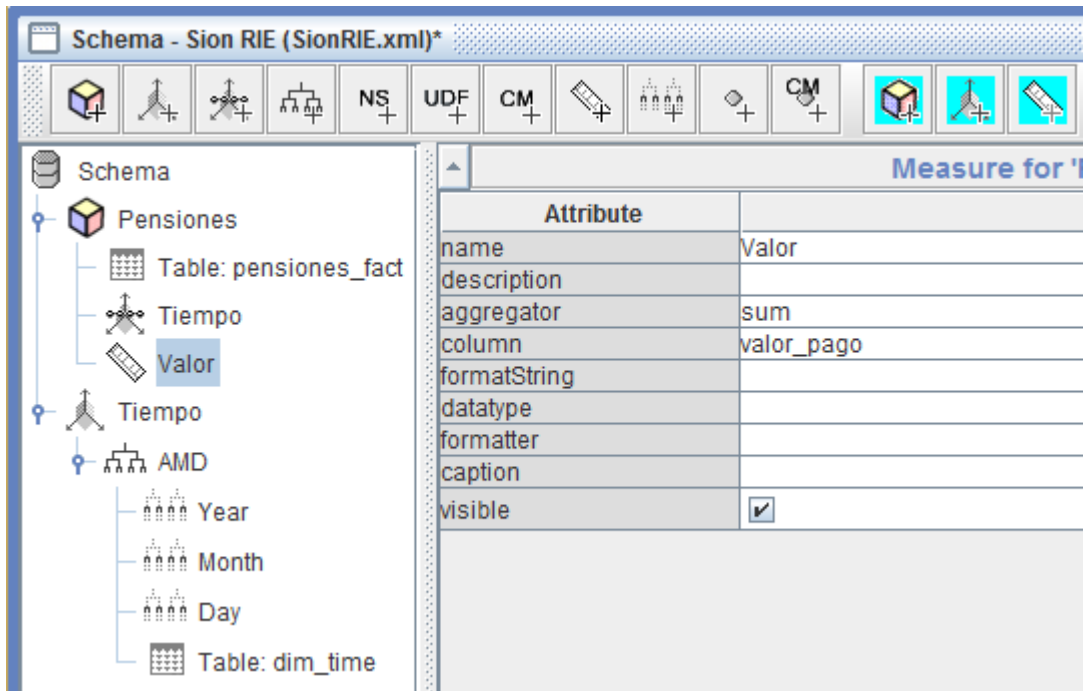 Schema - Sion RIE (SionRIE.xml)*
NS UDF CM CM
Schema
Pensiones
Table: pensiones_fact
Tiempo
Valor
Tiempo
AMD
Year
Month
Day
Table: dim_time
Measure for '
Attribute
name Valor
description
aggregator sum
column valor_pago
formatString
datatype
formatter
caption
visible